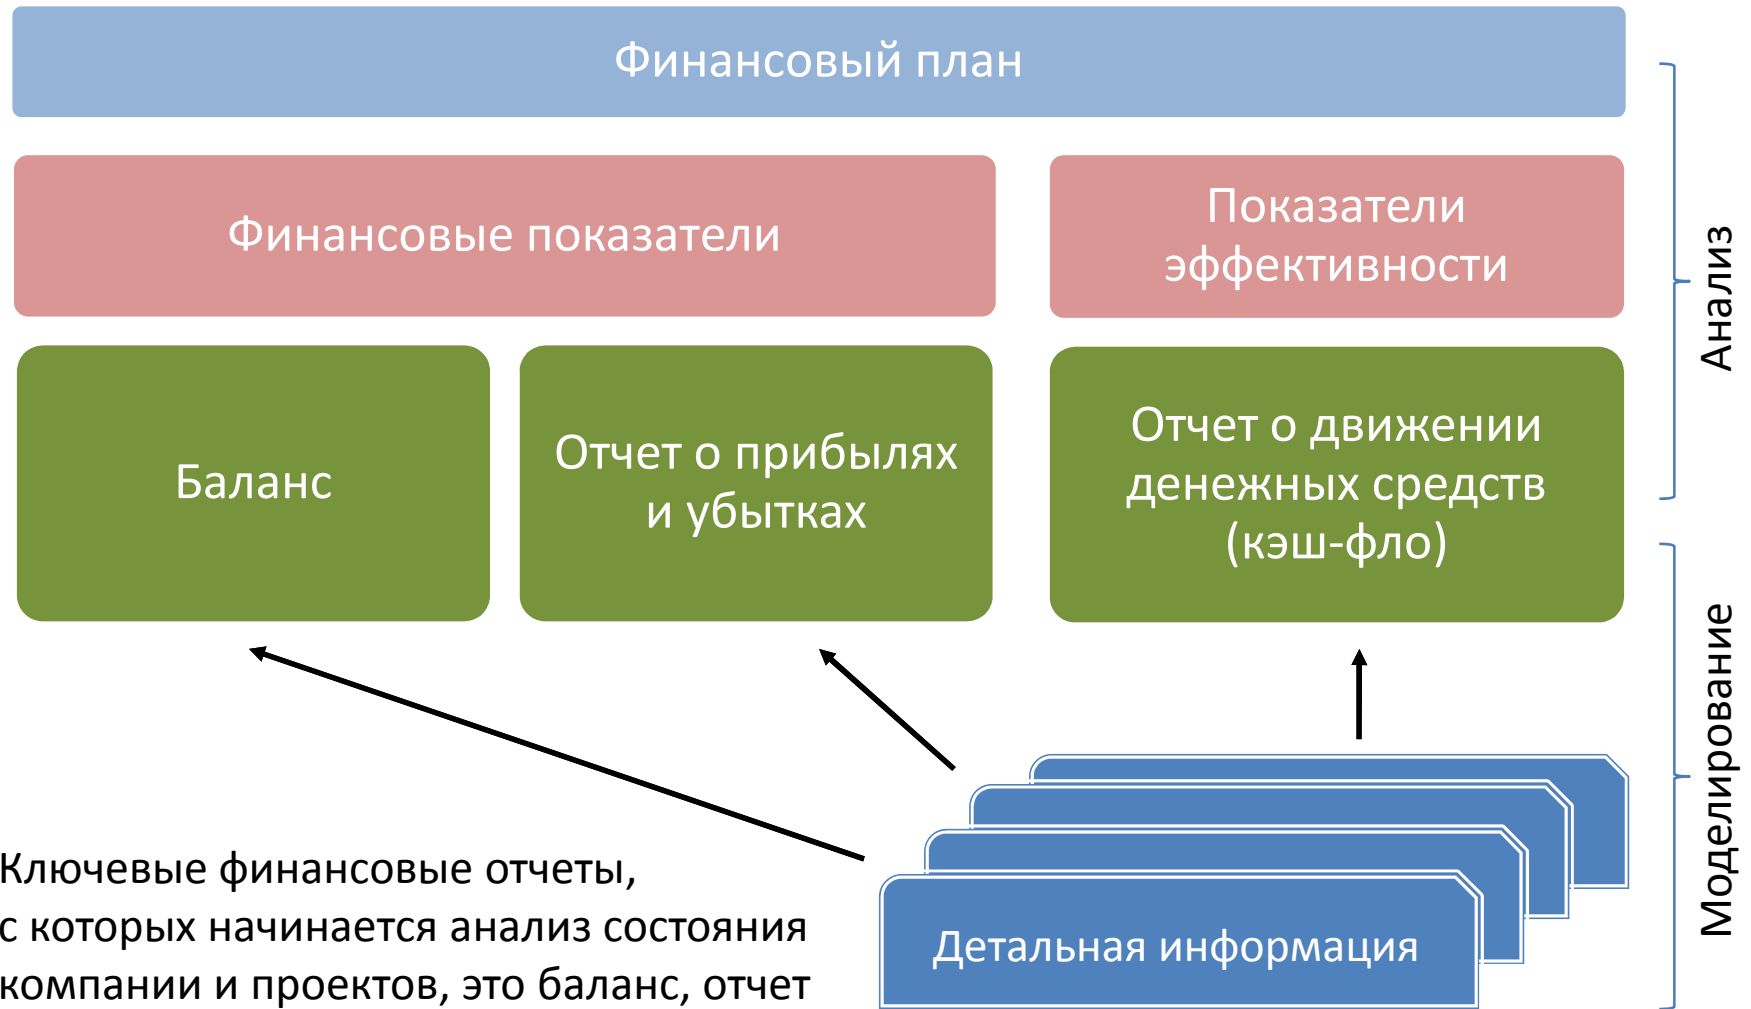 Финансовый план
Финансовые показатели
Показатели
эффективности
Анализ
Баланс
Отчет о прибылях
и убытках
Отчет о движении
денежных средств
(кэш-фло)
Моделирование
Ключевые финансовые отчеты,
с которых начинается анализ состояния
компании и проектов, это баланс, отчет
Детальная информация